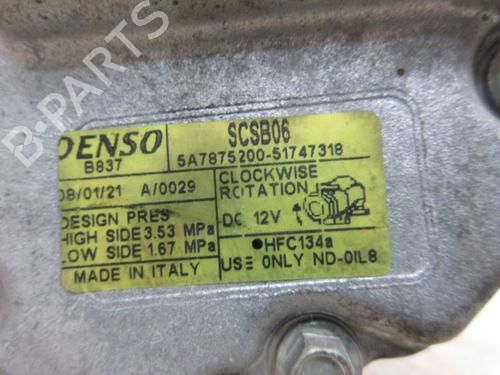 DENSO
B837
SCSB06
5A7875200-51747318
08/01/21 A/0029
CLOCKWISE
ROTATION
DC 12V
DESIGN PRES
HIGH SIDE 3.53 MPa
LOW SIDE 1.67 MPa
●HFC134a
USE ONLY ND-OIL8
MADE IN ITALY
B-PARTS